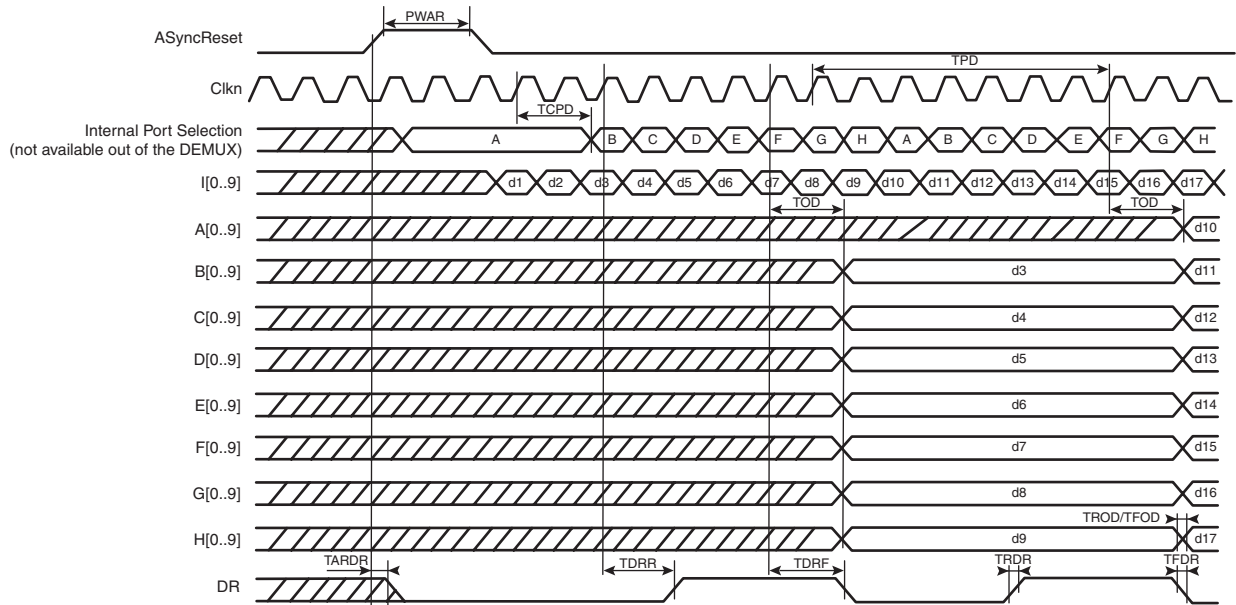 PWAR
ASyncReset
TPD
Clkn
TCPD
Internal Port Selection
(not available out of the DEMUX)
A B C D E F G H A B C D E F G H
I[0..9] d1 d2 d3 d4 d5 d6 d7 d8 d9 d10 d11 d12 d13 d14 d15 d16 d17
TOD TOD
A[0..9] d10
B[0..9] d3 d11
C[0..9] d4 d12
D[0..9] d5 d13
E[0..9] d6 d14
F[0..9] d7 d15
G[0..9] d8 d16
TROD/TFOD
H[0..9] d9 d17
TARDR TDRR TDRF TRDR TFDR
DR